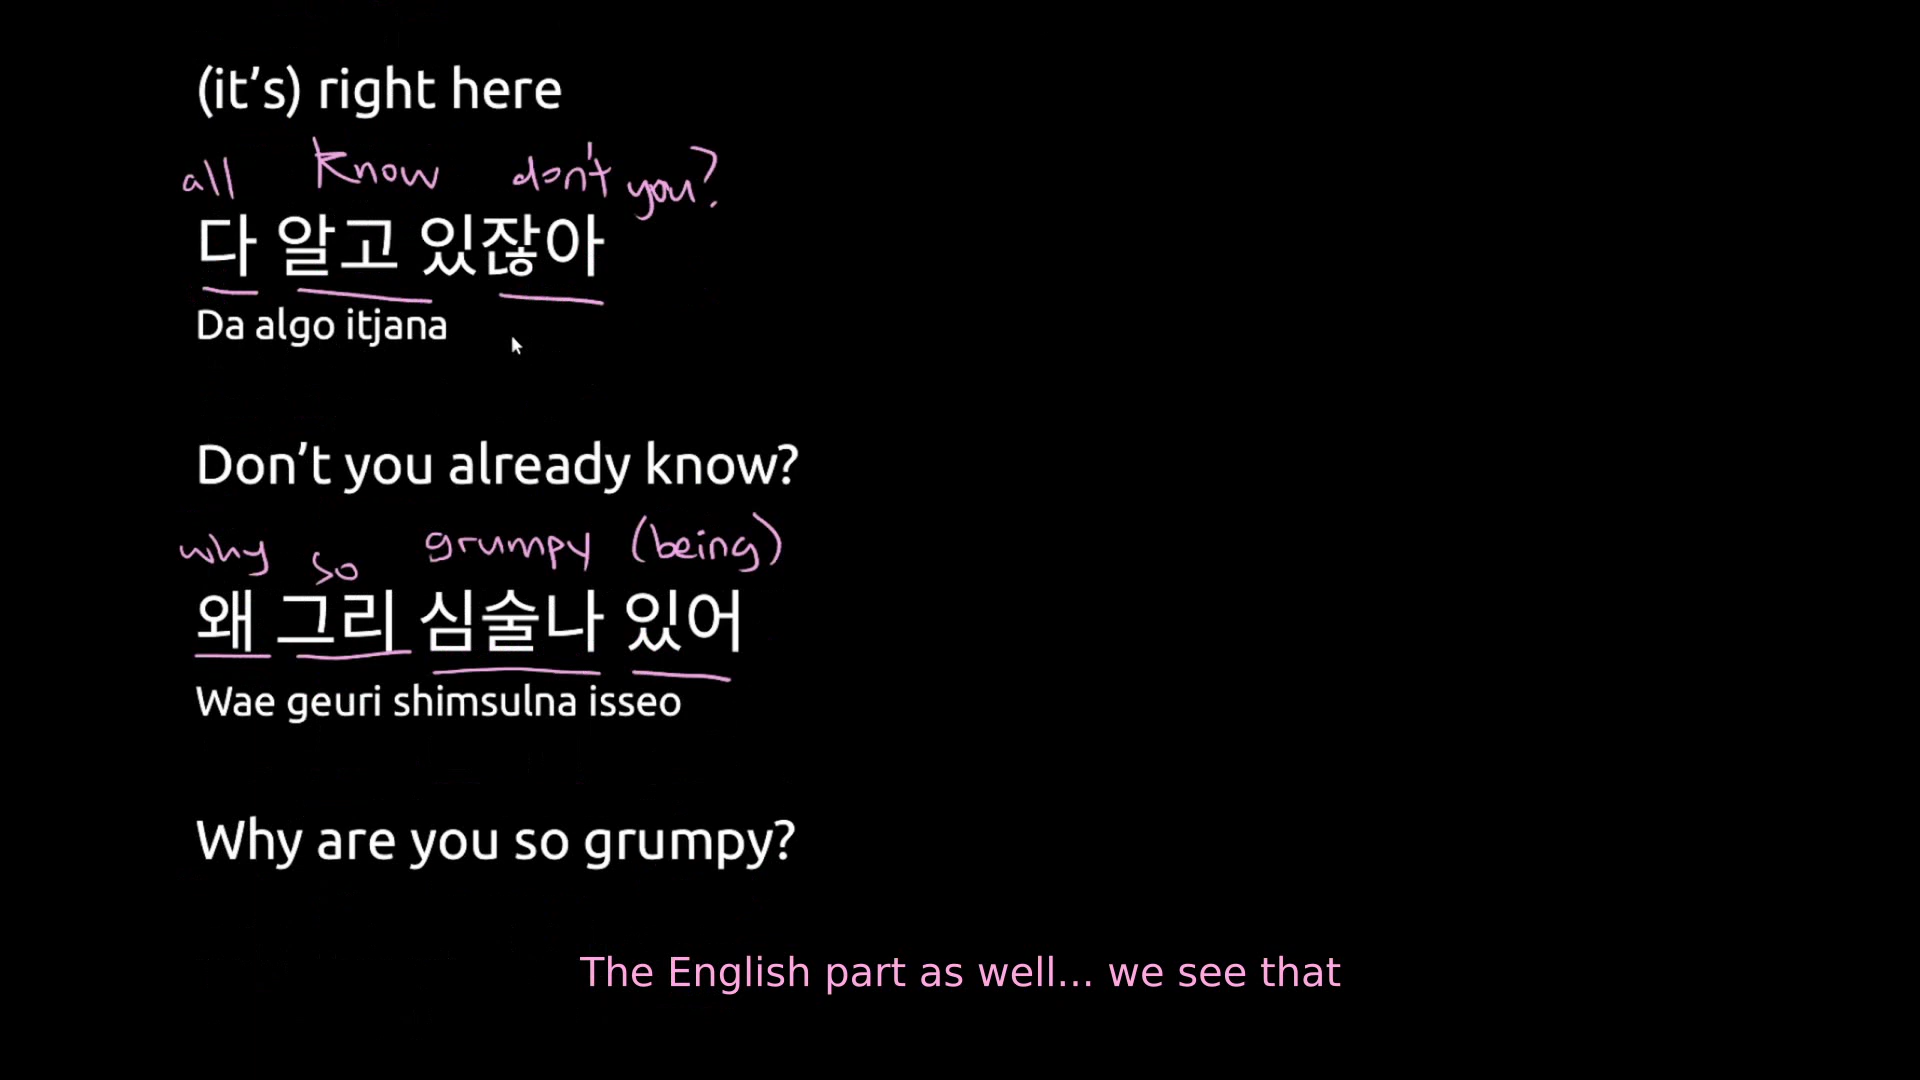 (it’s) right here
all know don't you?
다 알고 있잖아
Da algo itjana
Don’t you already know?
why so grumpy (being)
왜 그리 심술나 있어
Wae geuri shimsulna isseo
Why are you so grumpy?
The English part as well... we see that